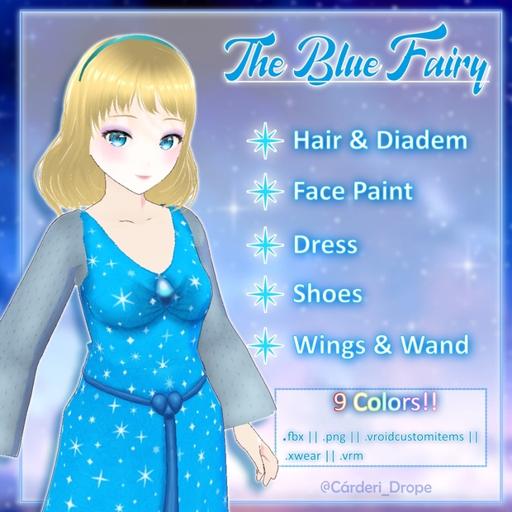 The Blue Fairy
Hair & Diadem
Face Paint
Dress
Shoes
Wings & Wand
9 Colors!!
.fbx || .png || .vroidcustomitems ||
.xwear || .vrm
@Cárderi_Drope